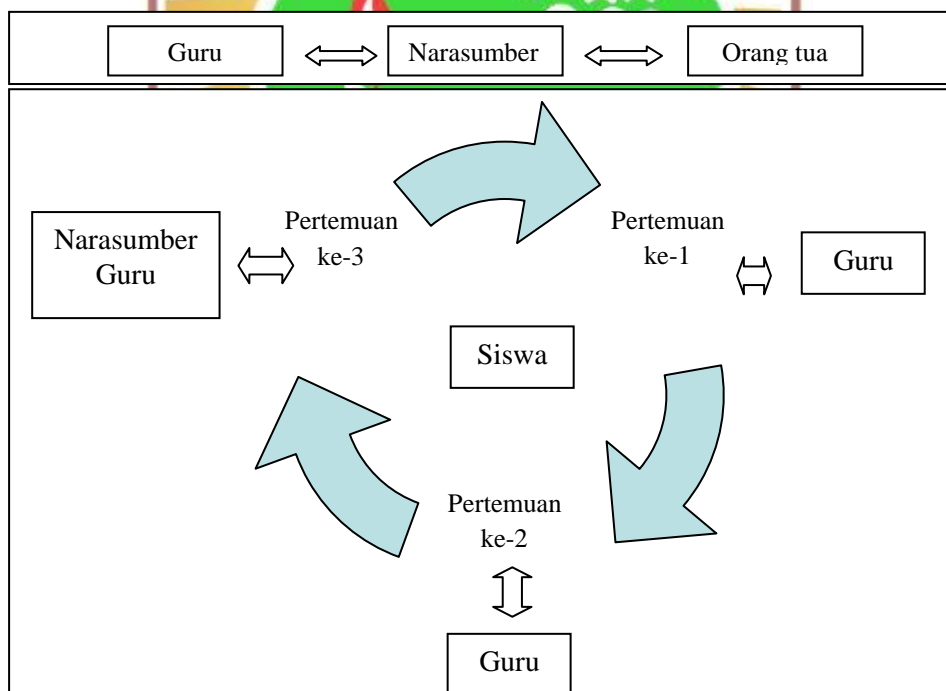 Guru
Narasumber
Orang tua
Pertemuan
ke-3
Pertemuan
ke-1
Narasumber
Guru
Guru
Siswa
Pertemuan
ke-2
Guru